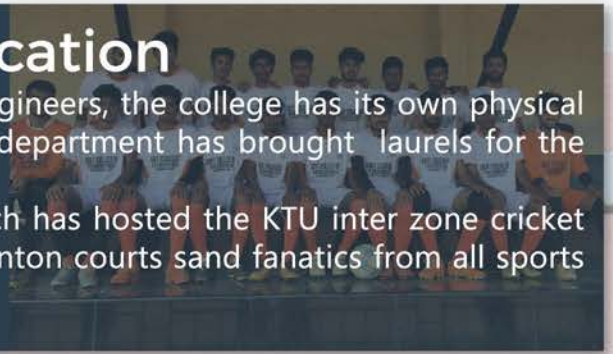 cation
gineers, the college has its own physical
department has brought laurels for the
ch has hosted the KTU inter zone cricket
nton courts sand fanatics from all sports